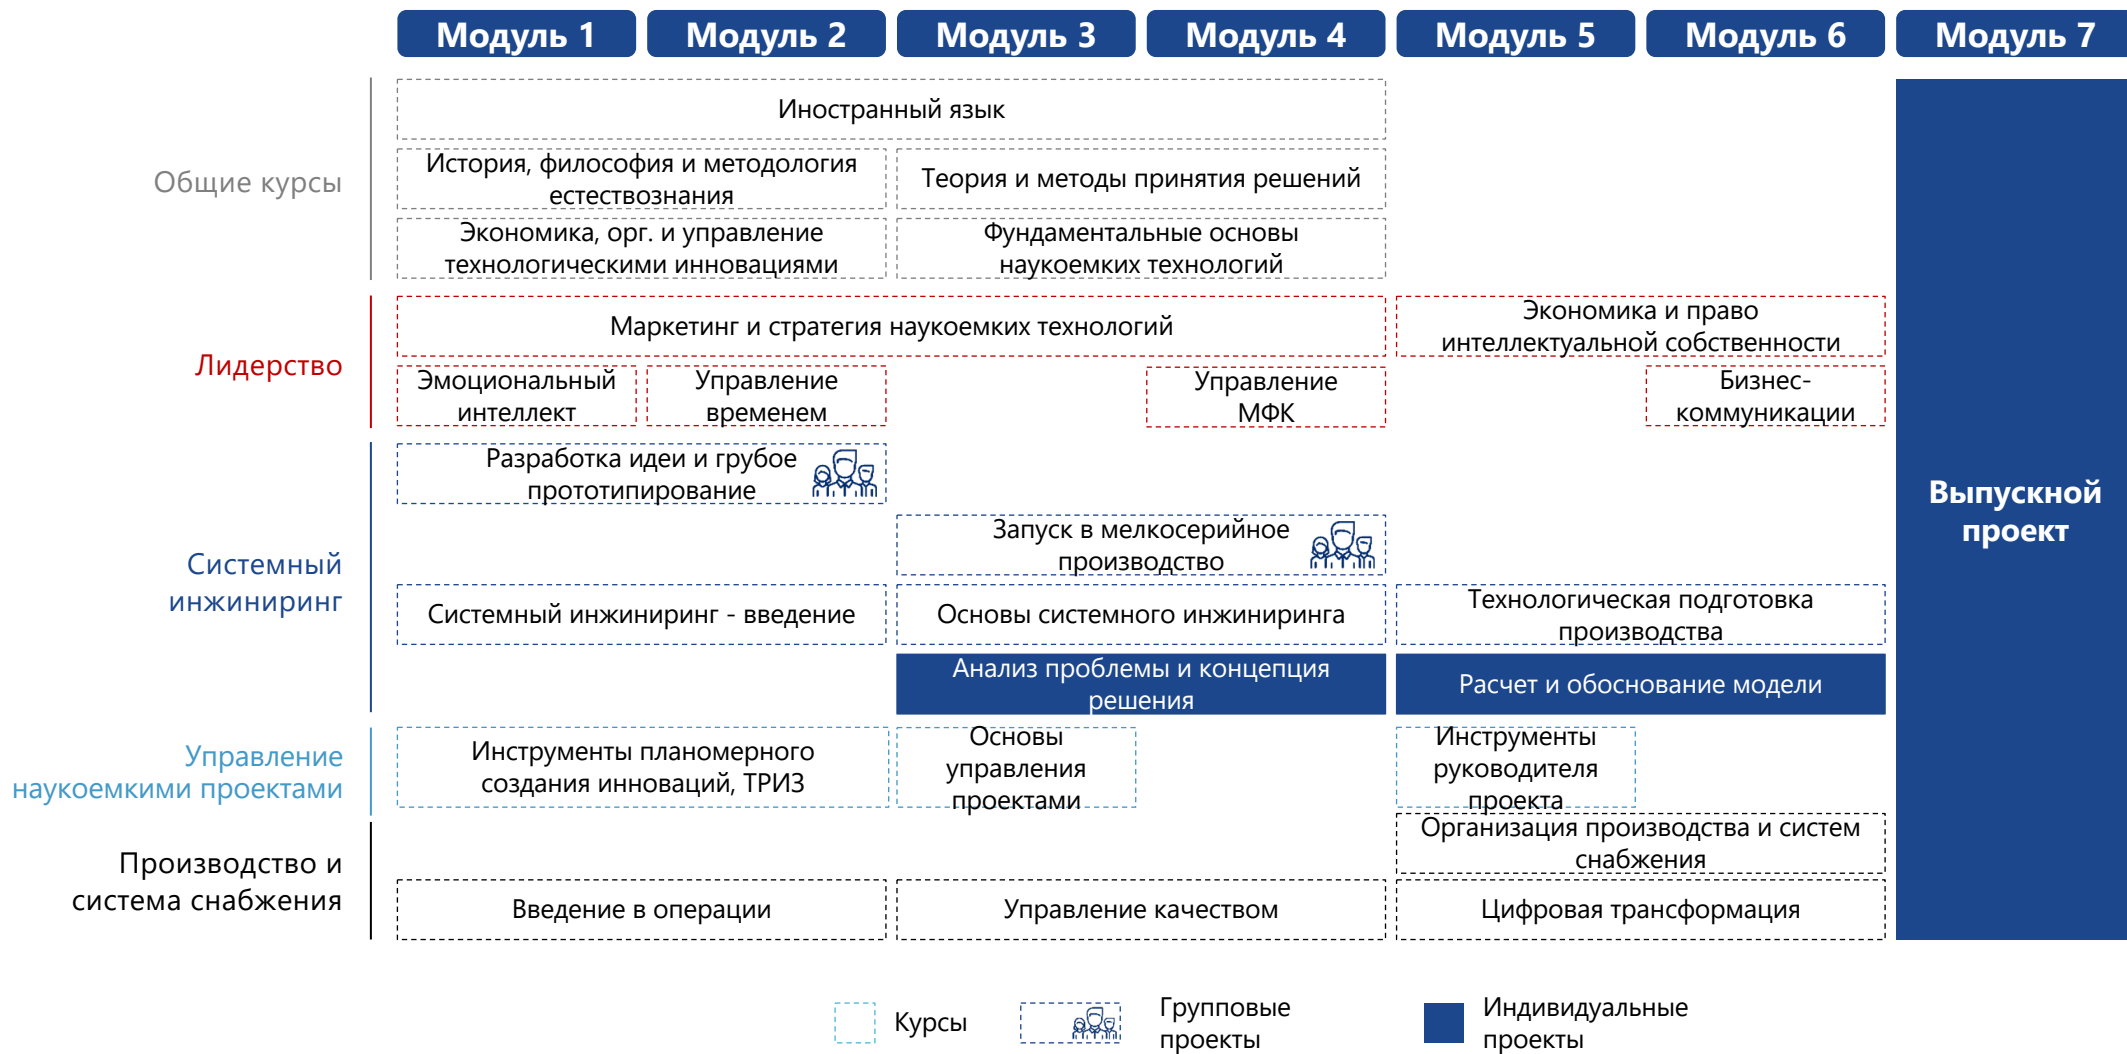 Модуль 1
Модуль 2
Модуль 3
Модуль 4
Модуль 5
Модуль 6
Модуль 7
Общие курсы
Иностранный язык
История, философия и методология
естествознания
Теория и методы принятия решений
Экономика, орг. и управление
технологическими инновациями
Фундаментальные основы
наукоемких технологий
Лидерство
Маркетинг и стратегия наукоемких технологий
Экономика и право
интеллектуальной собственности
Эмоциональный
интеллект
Управление
временем
Управление
МФК
Бизнес-
коммуникации
Системный
инжиниринг
Разработка идеи и грубое
прототипирование
Запуск в мелкосерийное
производство
Системный инжиниринг - введение
Основы системного инжиниринга
Технологическая подготовка
производства
Анализ проблемы и концепция
решения
Расчет и обоснование модели
Управление
наукоемкими проектами
Инструменты планомерного
создания инноваций, ТРИЗ
Основы
управления
проектами
Инструменты
руководителя
проекта
Производство и
система снабжения
Организация производства и систем
снабжения
Введение в операции
Управление качеством
Цифровая трансформация
Выпускной
проект
Курсы
Групповые
проекты
Индивидуальные
проекты